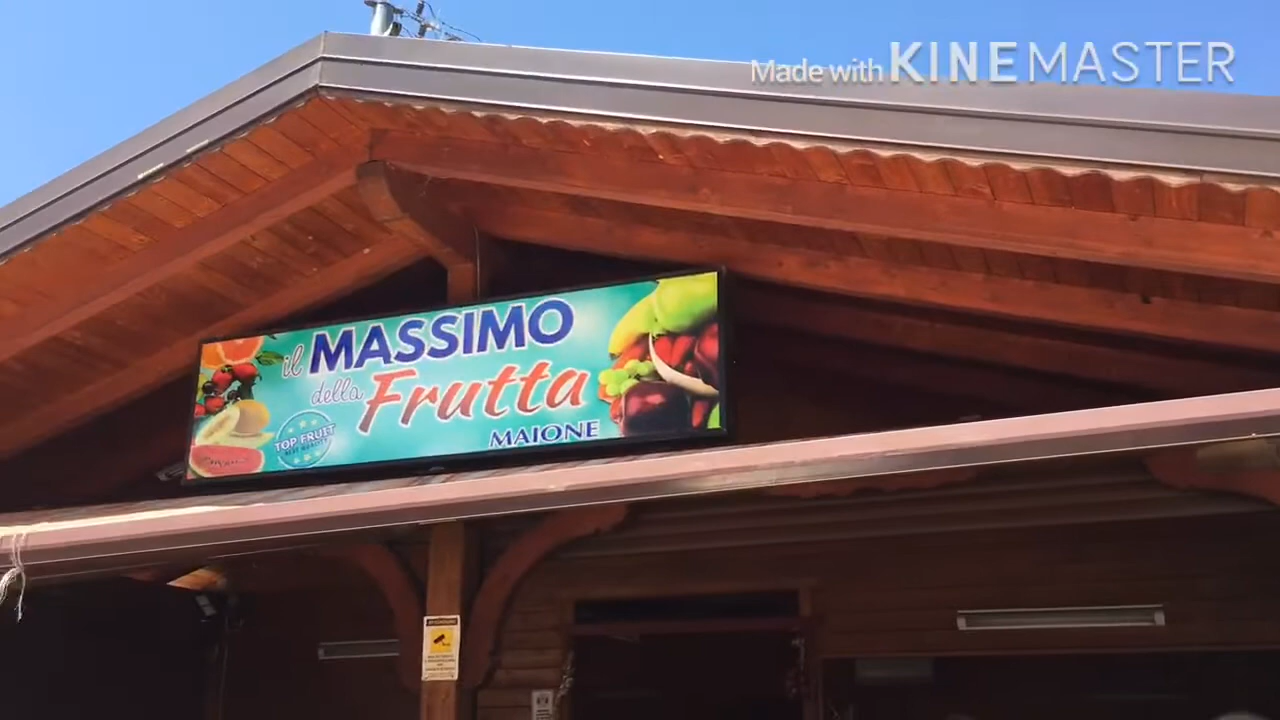 Made with KINEMASTER
il MASSIMO
della Frutta
MAIONE
TOP FRUIT